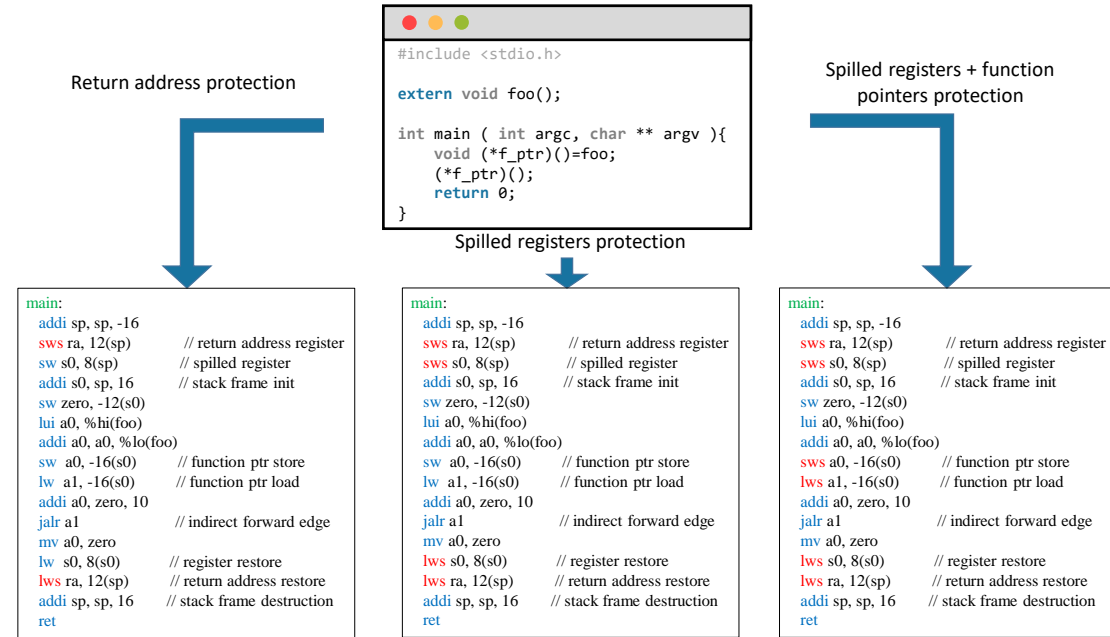 #include <stdio.h>
extern void foo();
int main ( int argc, char ** argv ){
void (*f_ptr)()=foo;
(*f_ptr)();
return 0;
}
Return address protection
Spilled registers protection
Spilled registers + function
pointers protection
main:
addi sp, sp, -16
sws ra, 12(sp) // return address register
sw s0, 8(sp) // spilled register
addi s0, sp, 16 // stack frame init
sw zero, -12(s0)
lui a0, %hi(foo)
addi a0, a0, %lo(foo)
sw a0, -16(s0) // function ptr store
lw a1, -16(s0) // function ptr load
addi a0, zero, 10
jalr a1 // indirect forward edge
mv a0, zero
lw s0, 8(s0) // register restore
lws ra, 12(sp) // return address restore
addi sp, sp, 16 // stack frame destruction
ret
main:
addi sp, sp, -16
sws ra, 12(sp) // return address register
sws s0, 8(sp) // spilled register
addi s0, sp, 16 // stack frame init
sw zero, -12(s0)
lui a0, %hi(foo)
addi a0, a0, %lo(foo)
sw a0, -16(s0) // function ptr store
lw a1, -16(s0) // function ptr load
addi a0, zero, 10
jalr a1 // indirect forward edge
mv a0, zero
lws s0, 8(s0) // register restore
lws ra, 12(sp) // return address restore
addi sp, sp, 16 // stack frame destruction
ret
main:
addi sp, sp, -16
sws ra, 12(sp) // return address register
sws s0, 8(sp) // spilled register
addi s0, sp, 16 // stack frame init
sw zero, -12(s0)
lui a0, %hi(foo)
addi a0, a0, %lo(foo)
sws a0, -16(s0) // function ptr store
lws a1, -16(s0) // function ptr load
addi a0, zero, 10
jalr a1 // indirect forward edge
mv a0, zero
lws s0, 8(s0) // register restore
lws ra, 12(sp) // return address restore
addi sp, sp, 16 // stack frame destruction
ret